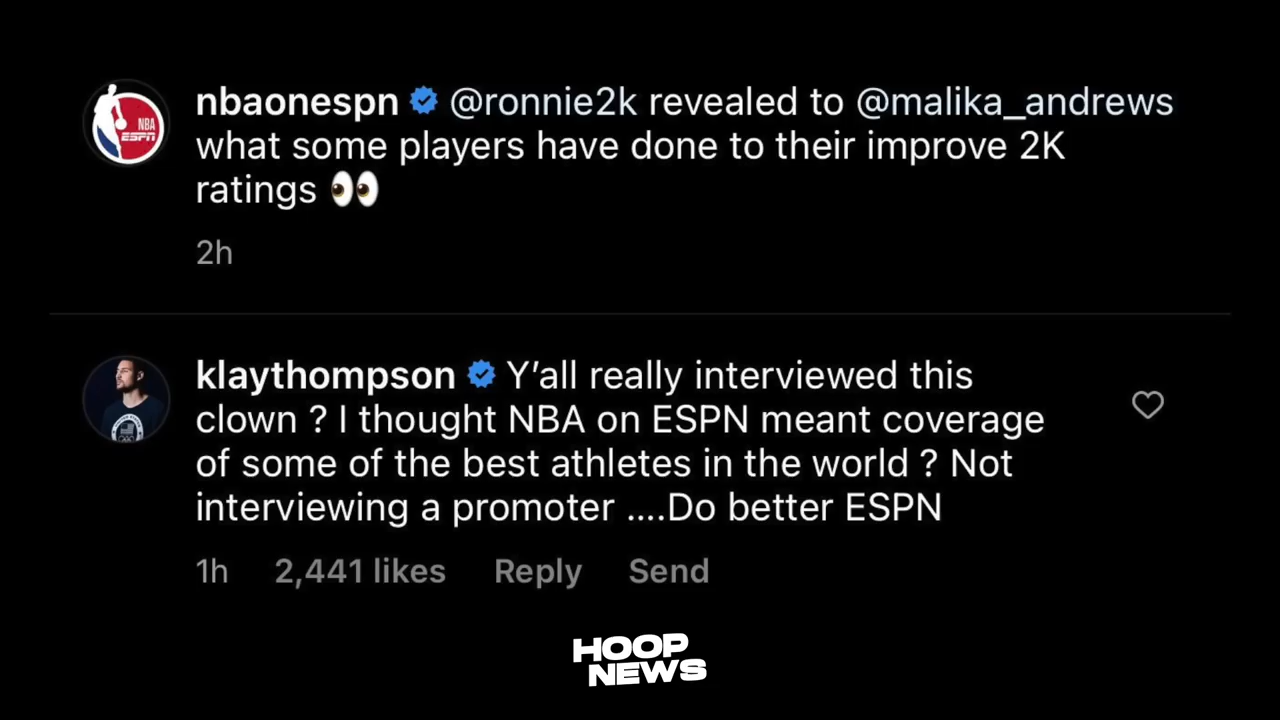 nbaonespn @ronnie2k revealed to @malika_andrews
what some players have done to their improve 2K
ratings 👀
2h
NBA
ESPN
klaythompson Y’all really interviewed this
clown ? I thought NBA on ESPN meant coverage
of some of the best athletes in the world ? Not
interviewing a promoter ....Do better ESPN
1h 2,441 likes Reply Send
HOOP
NEWS